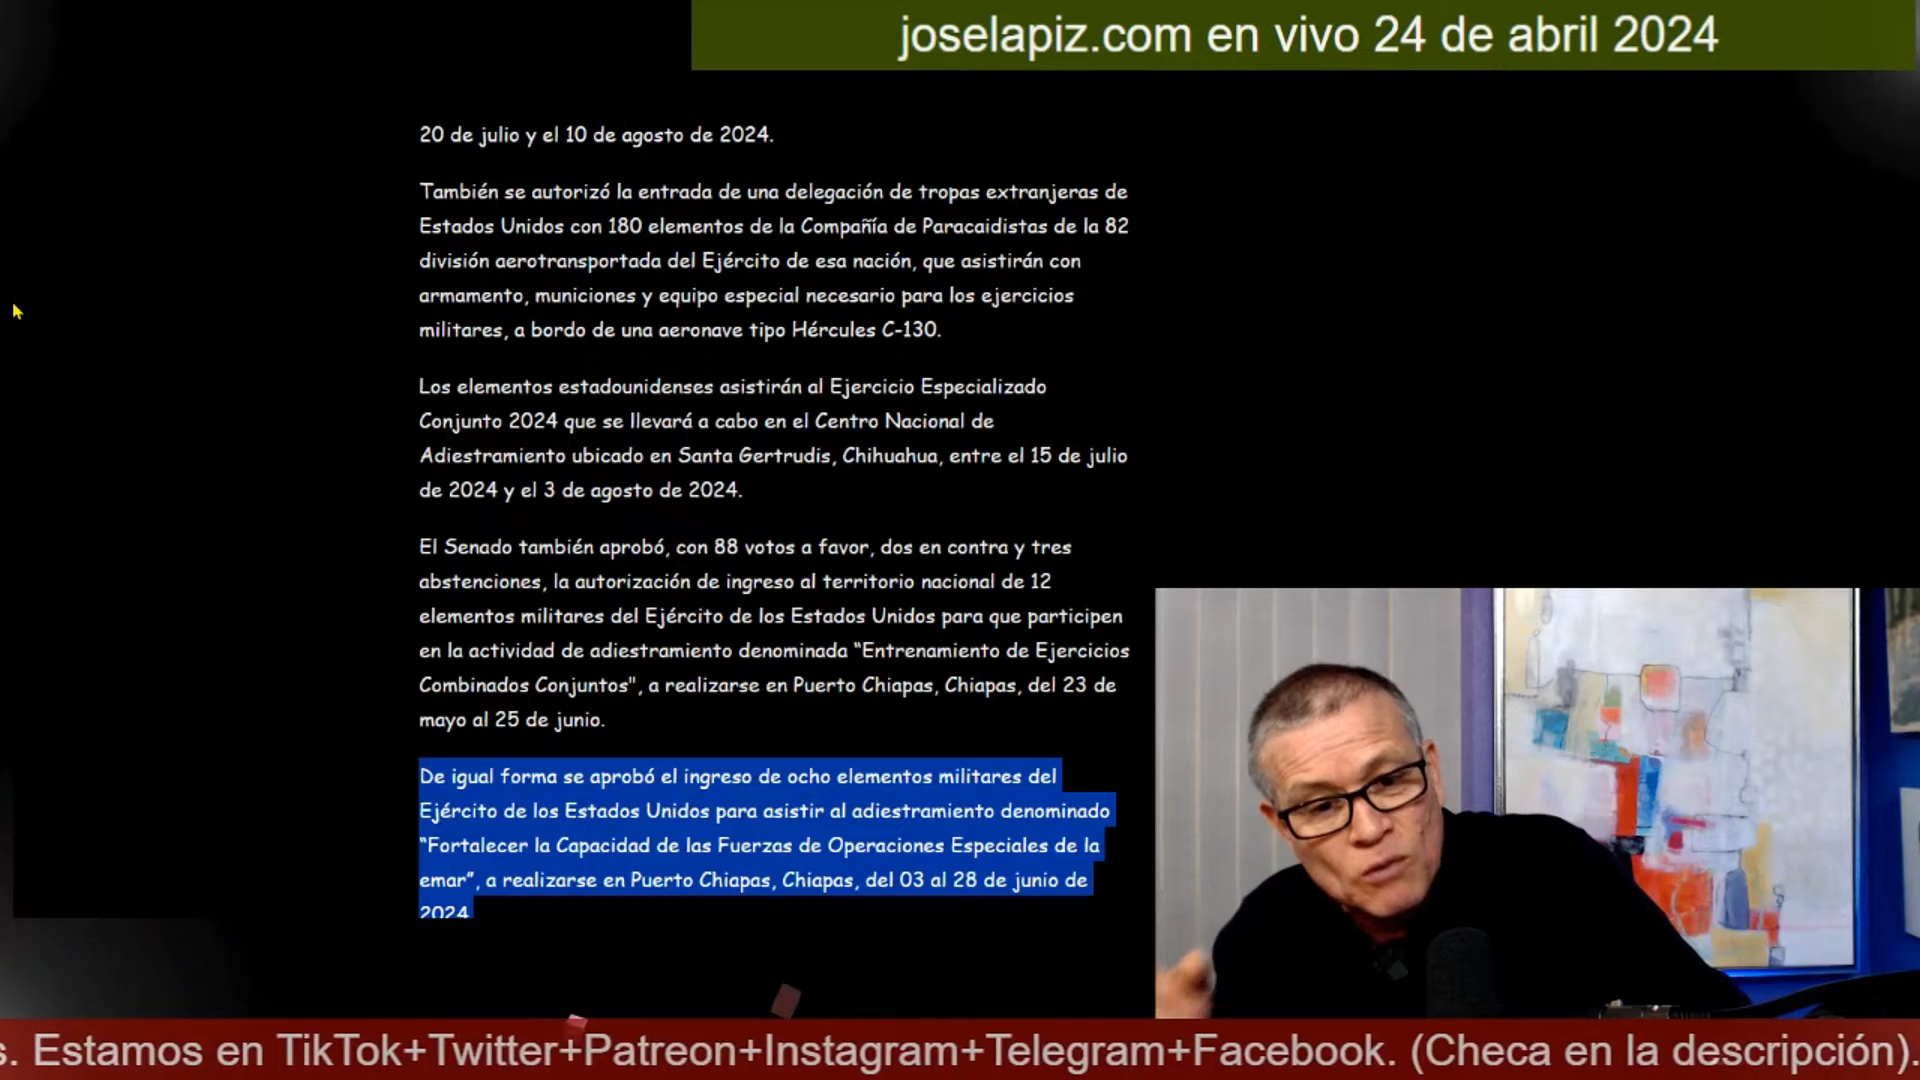 joselapiz.com en vivo 24 de abril 2024
20 de julio y el 10 de agosto de 2024.
También se autorizó la entrada de una delegación de tropas extranjeras de
Estados Unidos con 180 elementos de la Compañía de Paracaidistas de la 82
división aerotransportada del Ejército de esa nación, que asistirán con
armamento, municiones y equipo especial necesario para los ejercicios
militares, a bordo de una aeronave tipo Hércules C-130.
Los elementos estadounidenses asistirán al Ejercicio Especializado
Conjunto 2024 que se llevará a cabo en el Centro Nacional de
Adiestramiento ubicado en Santa Gertrudis, Chihuahua, entre el 15 de julio
de 2024 y el 3 de agosto de 2024.
El Senado también aprobó, con 88 votos a favor, dos en contra y tres
abstenciones, la autorización de ingreso al territorio nacional de 12
elementos militares del Ejército de los Estados Unidos para que participen
en la actividad de adiestramiento denominada “Entrenamiento de Ejercicios
Combinados Conjuntos", a realizarse en Puerto Chiapas, Chiapas, del 23 de
mayo al 25 de junio.
De igual forma se aprobó el ingreso de ocho elementos militares del
Ejército de los Estados Unidos para asistir al adiestramiento denominado
“Fortalecer la Capacidad de las Fuerzas de Operaciones Especiales de la
emar”, a realizarse en Puerto Chiapas, Chiapas, del 03 al 28 de junio de
2024
s. Estamos en TikTok+Twitter+Patreon+Instagram+Telegram+Facebook. (Checa en la descripción).